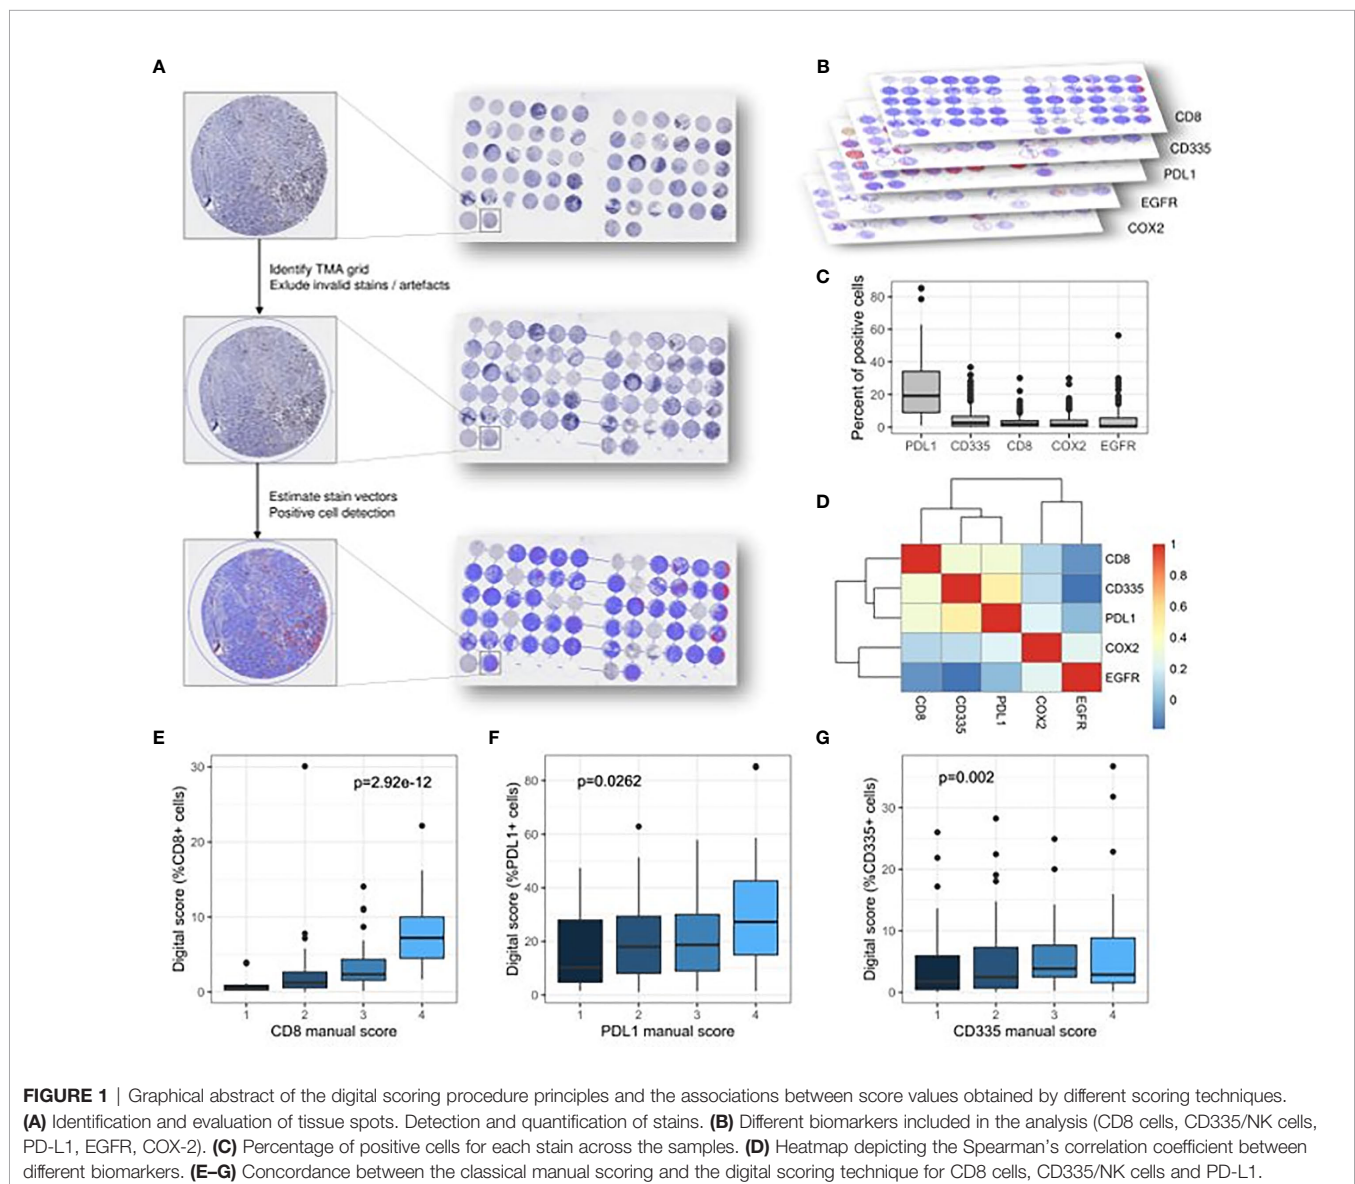 A
Identify TMA grid
Exlude invalid stains / artefacts
Estimate stain vectors
Positive cell detection
B
CD8
CD335
PDL1
EGFR
COX2
C
Percent of positive cells
80
60
40
20
0
PDL1 CD335 CD8 COX2 EGFR
D
CD8
CD335
PDL1
COX2
EGFR
CD8 CD335 PDL1 COX2 EGFR
1
0.8
0.6
0.4
0.2
0
E
Digital score (%CD8+ cells)
30
20
10
0
p=2.92e-12
1 2 3 4
CD8 manual score
F
Digital score (%PDL1+ cells)
80
60
40
20
0
p=0.0262
1 2 3 4
PDL1 manual score
G
Digital score (%CD335+ cells)
30
20
10
0
p=0.002
1 2 3 4
CD335 manual score
FIGURE 1 | Graphical abstract of the digital scoring procedure principles and the associations between score values obtained by different scoring techniques.
(A) Identification and evaluation of tissue spots. Detection and quantification of stains. (B) Different biomarkers included in the analysis (CD8 cells, CD335/NK cells,
PD-L1, EGFR, COX-2). (C) Percentage of positive cells for each stain across the samples. (D) Heatmap depicting the Spearman's correlation coefficient between
different biomarkers. (E–G) Concordance between the classical manual scoring and the digital scoring technique for CD8 cells, CD335/NK cells and PD-L1.